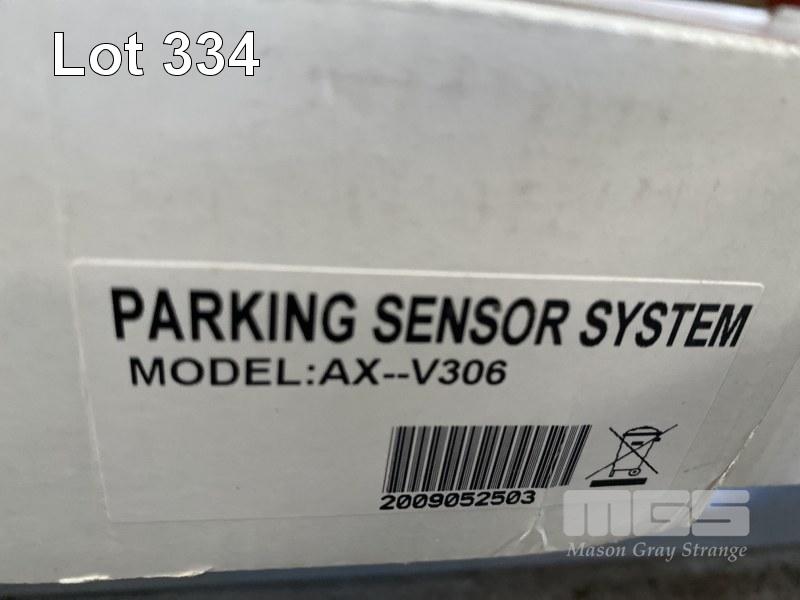 Lot 334
PARKING SENSOR SYSTEM
MODEL:AX--V306
2009052503
MGS
Mason Gray Strange